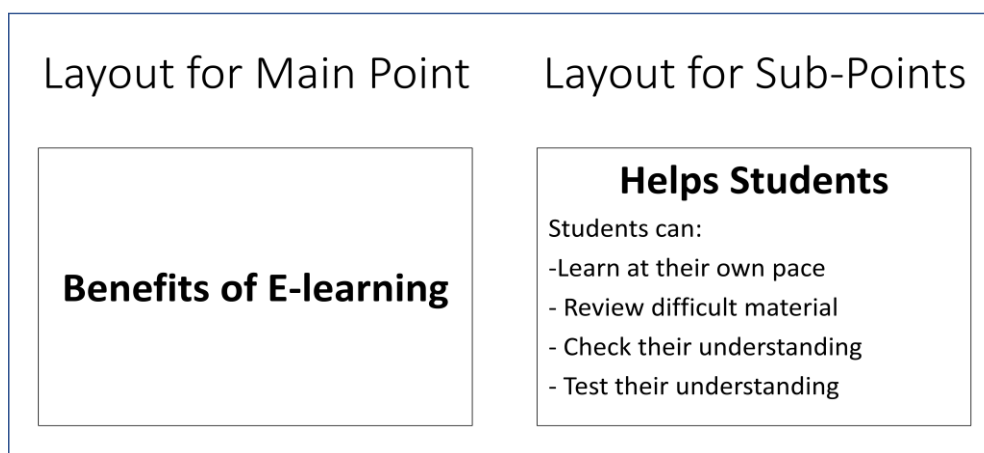 Layout for Main Point
Benefits of E-learning
Layout for Sub-Points
Helps Students
Students can:
-Learn at their own pace
- Review difficult material
- Check their understanding
- Test their understanding